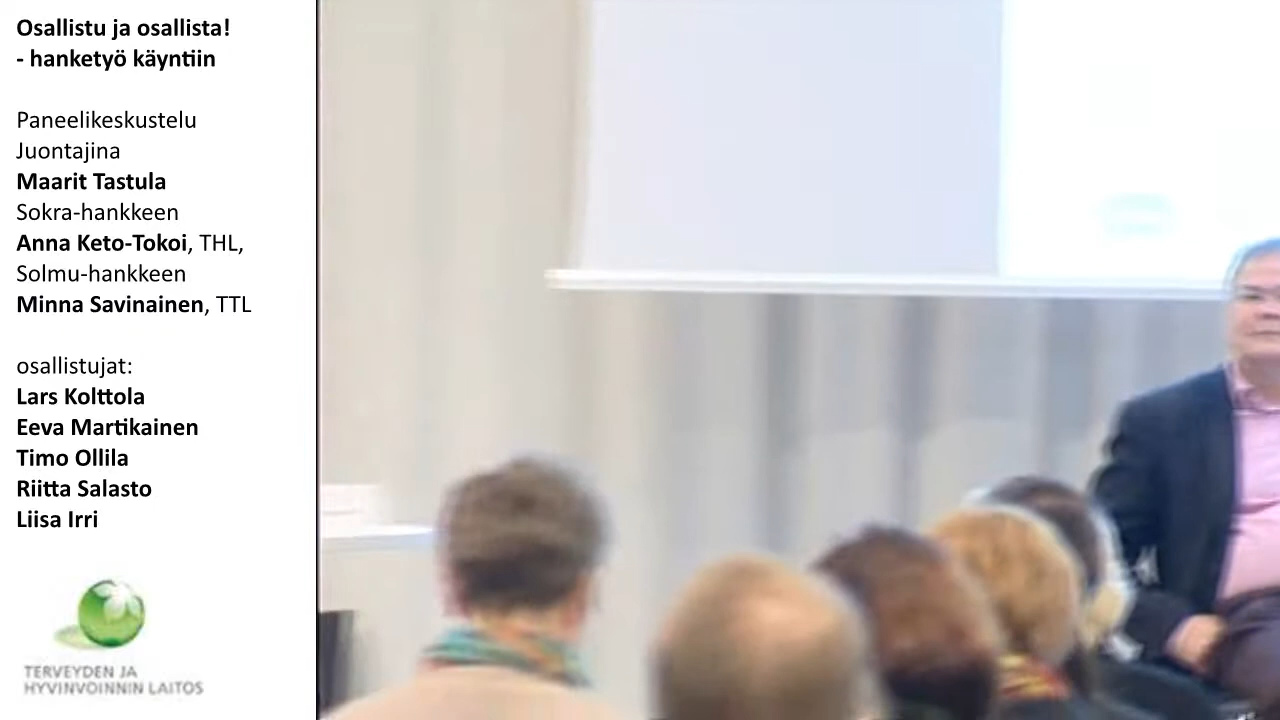 Osallistu ja osallista!
- hanketyö käyntiin
Paneelikeskustelu
Juontajina
Maarit Tastula
Sokra-hankkeen
Anna Keto-Tokoi, THL,
Solmu-hankkeen
Minna Savinainen, TTL
osallistujat:
Lars Kolttola
Eeva Martikainen
Timo Ollila
Riitta Salasto
Liisa Irri
TERVEYDEN JA
HYVINVOINNIN LAITOS